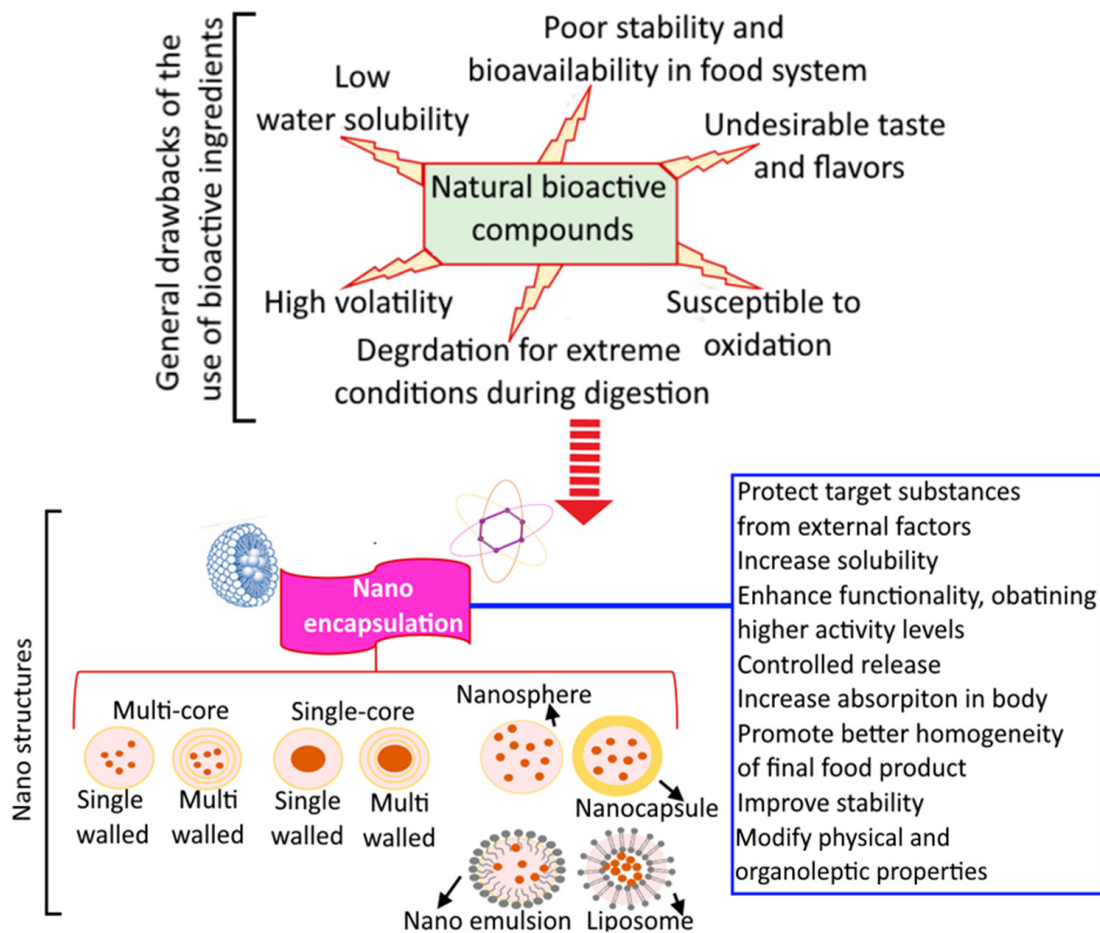 General drawbacks of the
use of bioactive ingredients
Low
water solubility
Poor stability and
bioavailability in food system
Undesirable taste
and flavors
Natural bioactive
compounds
High volatility
Degrdation for extreme
conditions during digestion
Susceptible to
oxidation
Nano structures
Nano
encapsulation
Protect target substances
from external factors
Increase solubility
Enhance functionality, obatining
higher activity levels
Controlled release
Increase absorpiton in body
Promote better homogeneity
of final food product
Improve stability
Modify physical and
organoleptic properties
Multi-core
Single
walled
Multi
walled
Single-core
Single
walled
Multi
walled
Nanosphere
Nanocapsule
Nano emulsion
Liposome